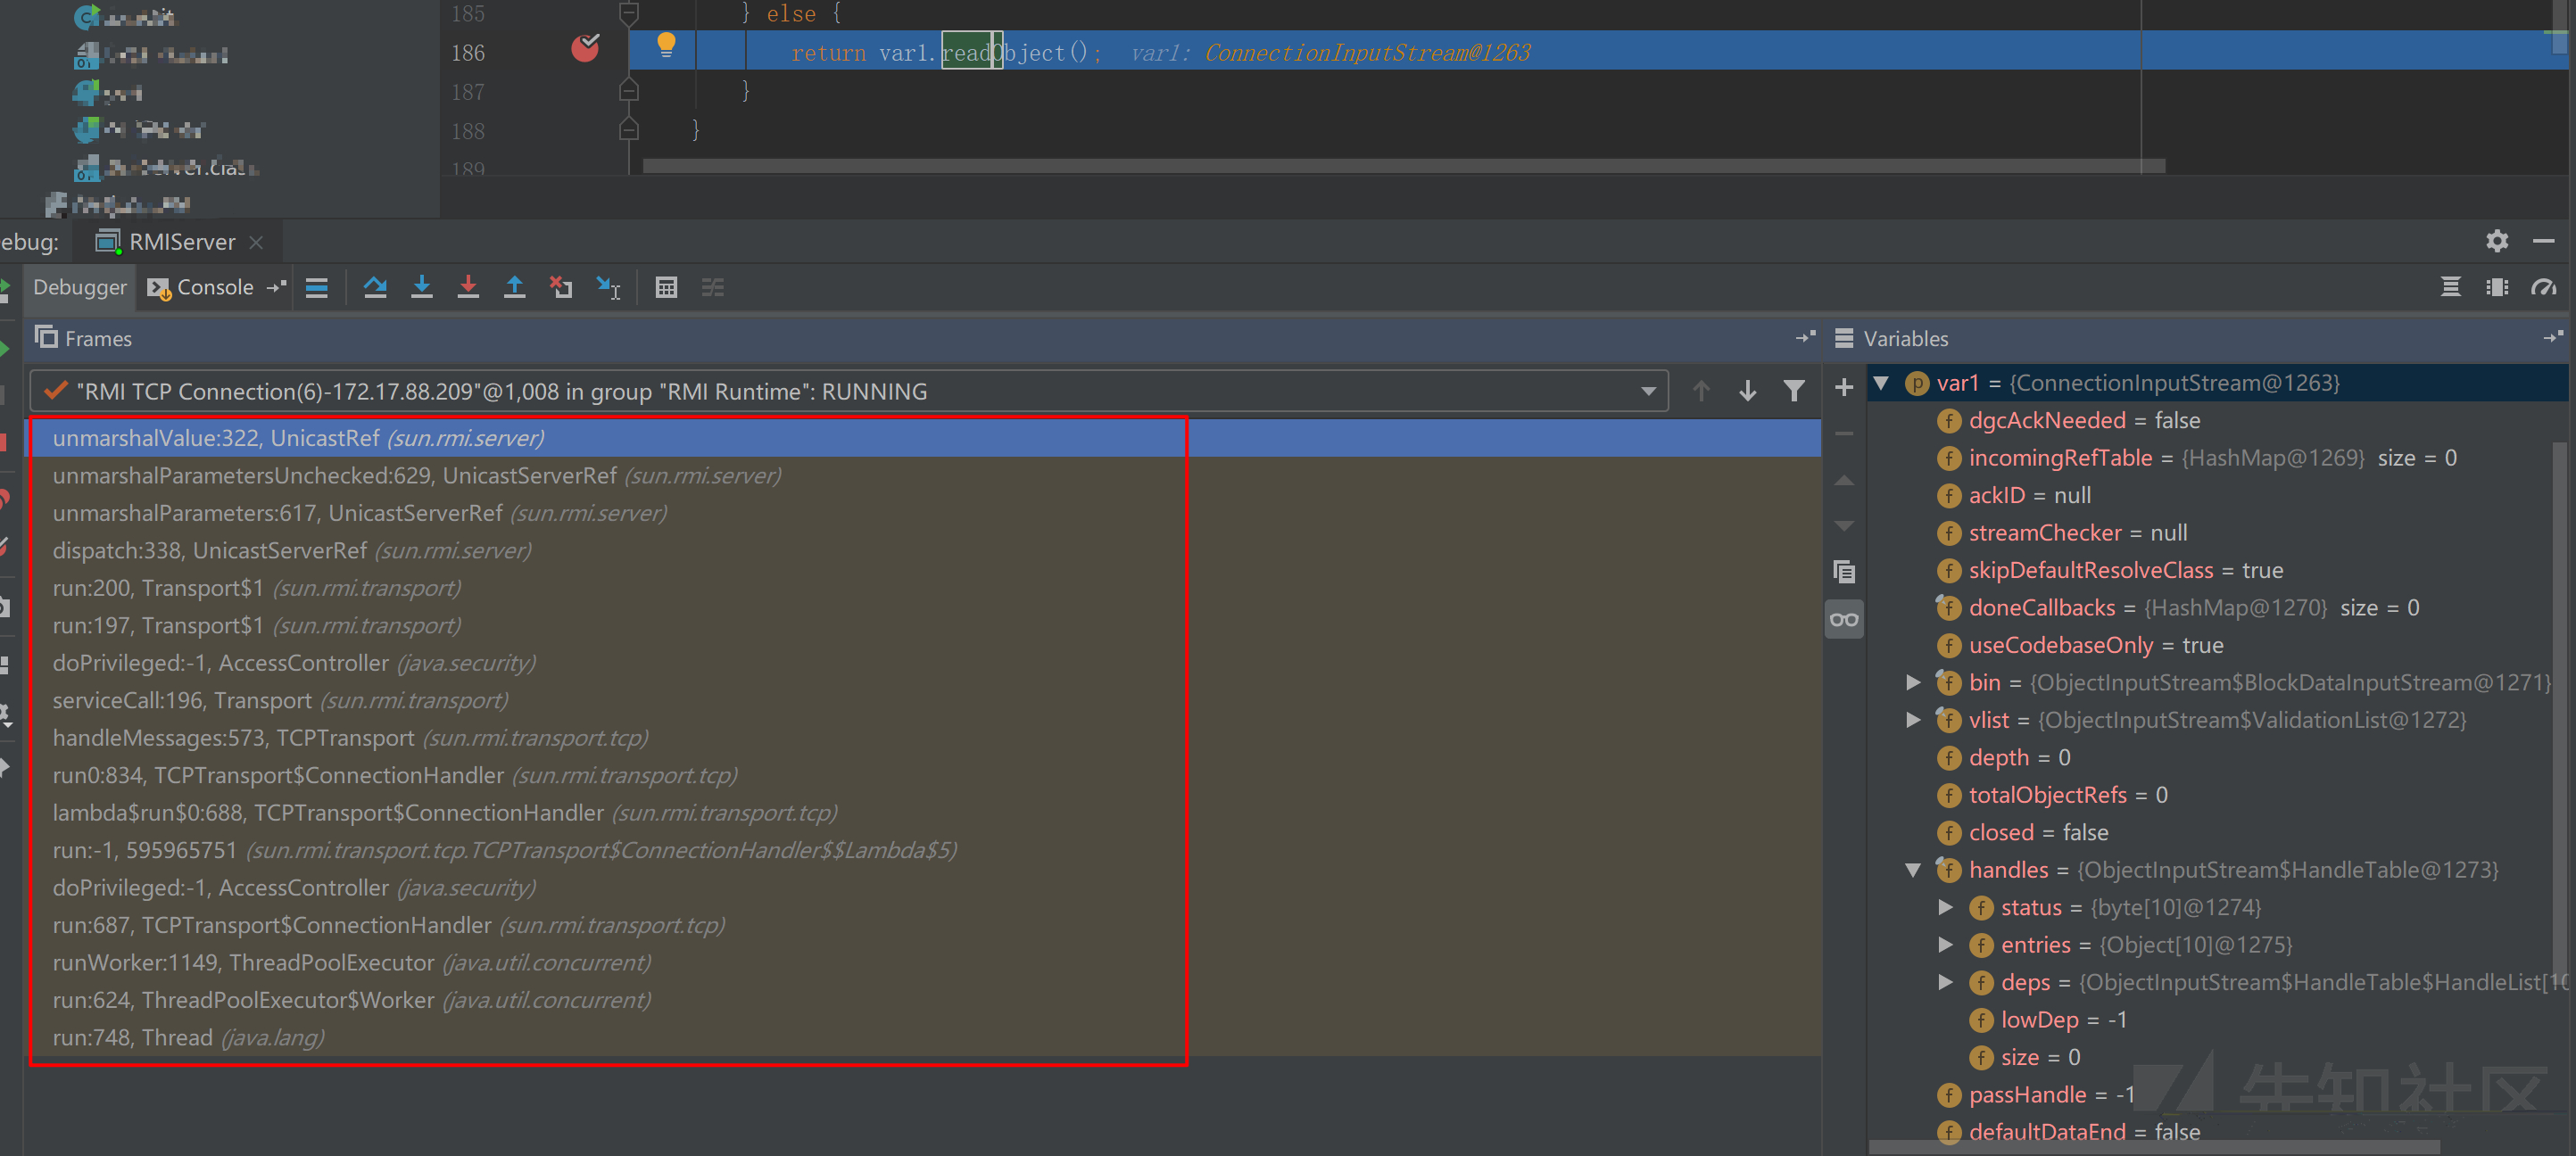 185 } else {
186 return var1.readObject(); var1: ConnectionInputStream@1263
187 }
188 }
189
ebug: RMIServer
Debugger Console
Frames
"RMI TCP Connection(6)-172.17.88.209"@1,008 in group "RMI Runtime": RUNNING
unmarshalValue:322, UnicastRef (sun.rmi.server)
unmarshalParametersUnchecked:629, UnicastServerRef (sun.rmi.server)
unmarshalParameters:617, UnicastServerRef (sun.rmi.server)
dispatch:338, UnicastServerRef (sun.rmi.server)
run:200, Transport$1 (sun.rmi.transport)
run:197, Transport$1 (sun.rmi.transport)
doPrivileged:-1, AccessController (java.security)
serviceCall:196, Transport (sun.rmi.transport)
handleMessages:573, TCPTransport (sun.rmi.transport.tcp)
run0:834, TCPTransport$ConnectionHandler (sun.rmi.transport.tcp)
lambda$run$0:688, TCPTransport$ConnectionHandler (sun.rmi.transport.tcp)
run:-1, 595965751 (sun.rmi.transport.tcp.TCPTransport$ConnectionHandler$$Lambda$5)
doPrivileged:-1, AccessController (java.security)
run:687, TCPTransport$ConnectionHandler (sun.rmi.transport.tcp)
runWorker:1149, ThreadPoolExecutor (java.util.concurrent)
run:624, ThreadPoolExecutor$Worker (java.util.concurrent)
run:748, Thread (java.lang)
Variables
var1 = {ConnectionInputStream@1263}
dgcAckNeeded = false
incomingRefTable = {HashMap@1269} size = 0
ackID = null
streamChecker = null
skipDefaultResolveClass = true
doneCallbacks = {HashMap@1270} size = 0
useCodebaseOnly = true
bin = {ObjectInputStream$BlockDataInputStream@1271}
vlist = {ObjectInputStream$ValidationList@1272}
depth = 0
totalObjectRefs = 0
closed = false
handles = {ObjectInputStream$HandleTable@1273}
status = {byte[10]@1274}
entries = {Object[10]@1275}
deps = {ObjectInputStream$HandleTable$HandleList[10
lowDep = -1
size = 0
passHandle = -1
defaultDataEnd = false
先知社区